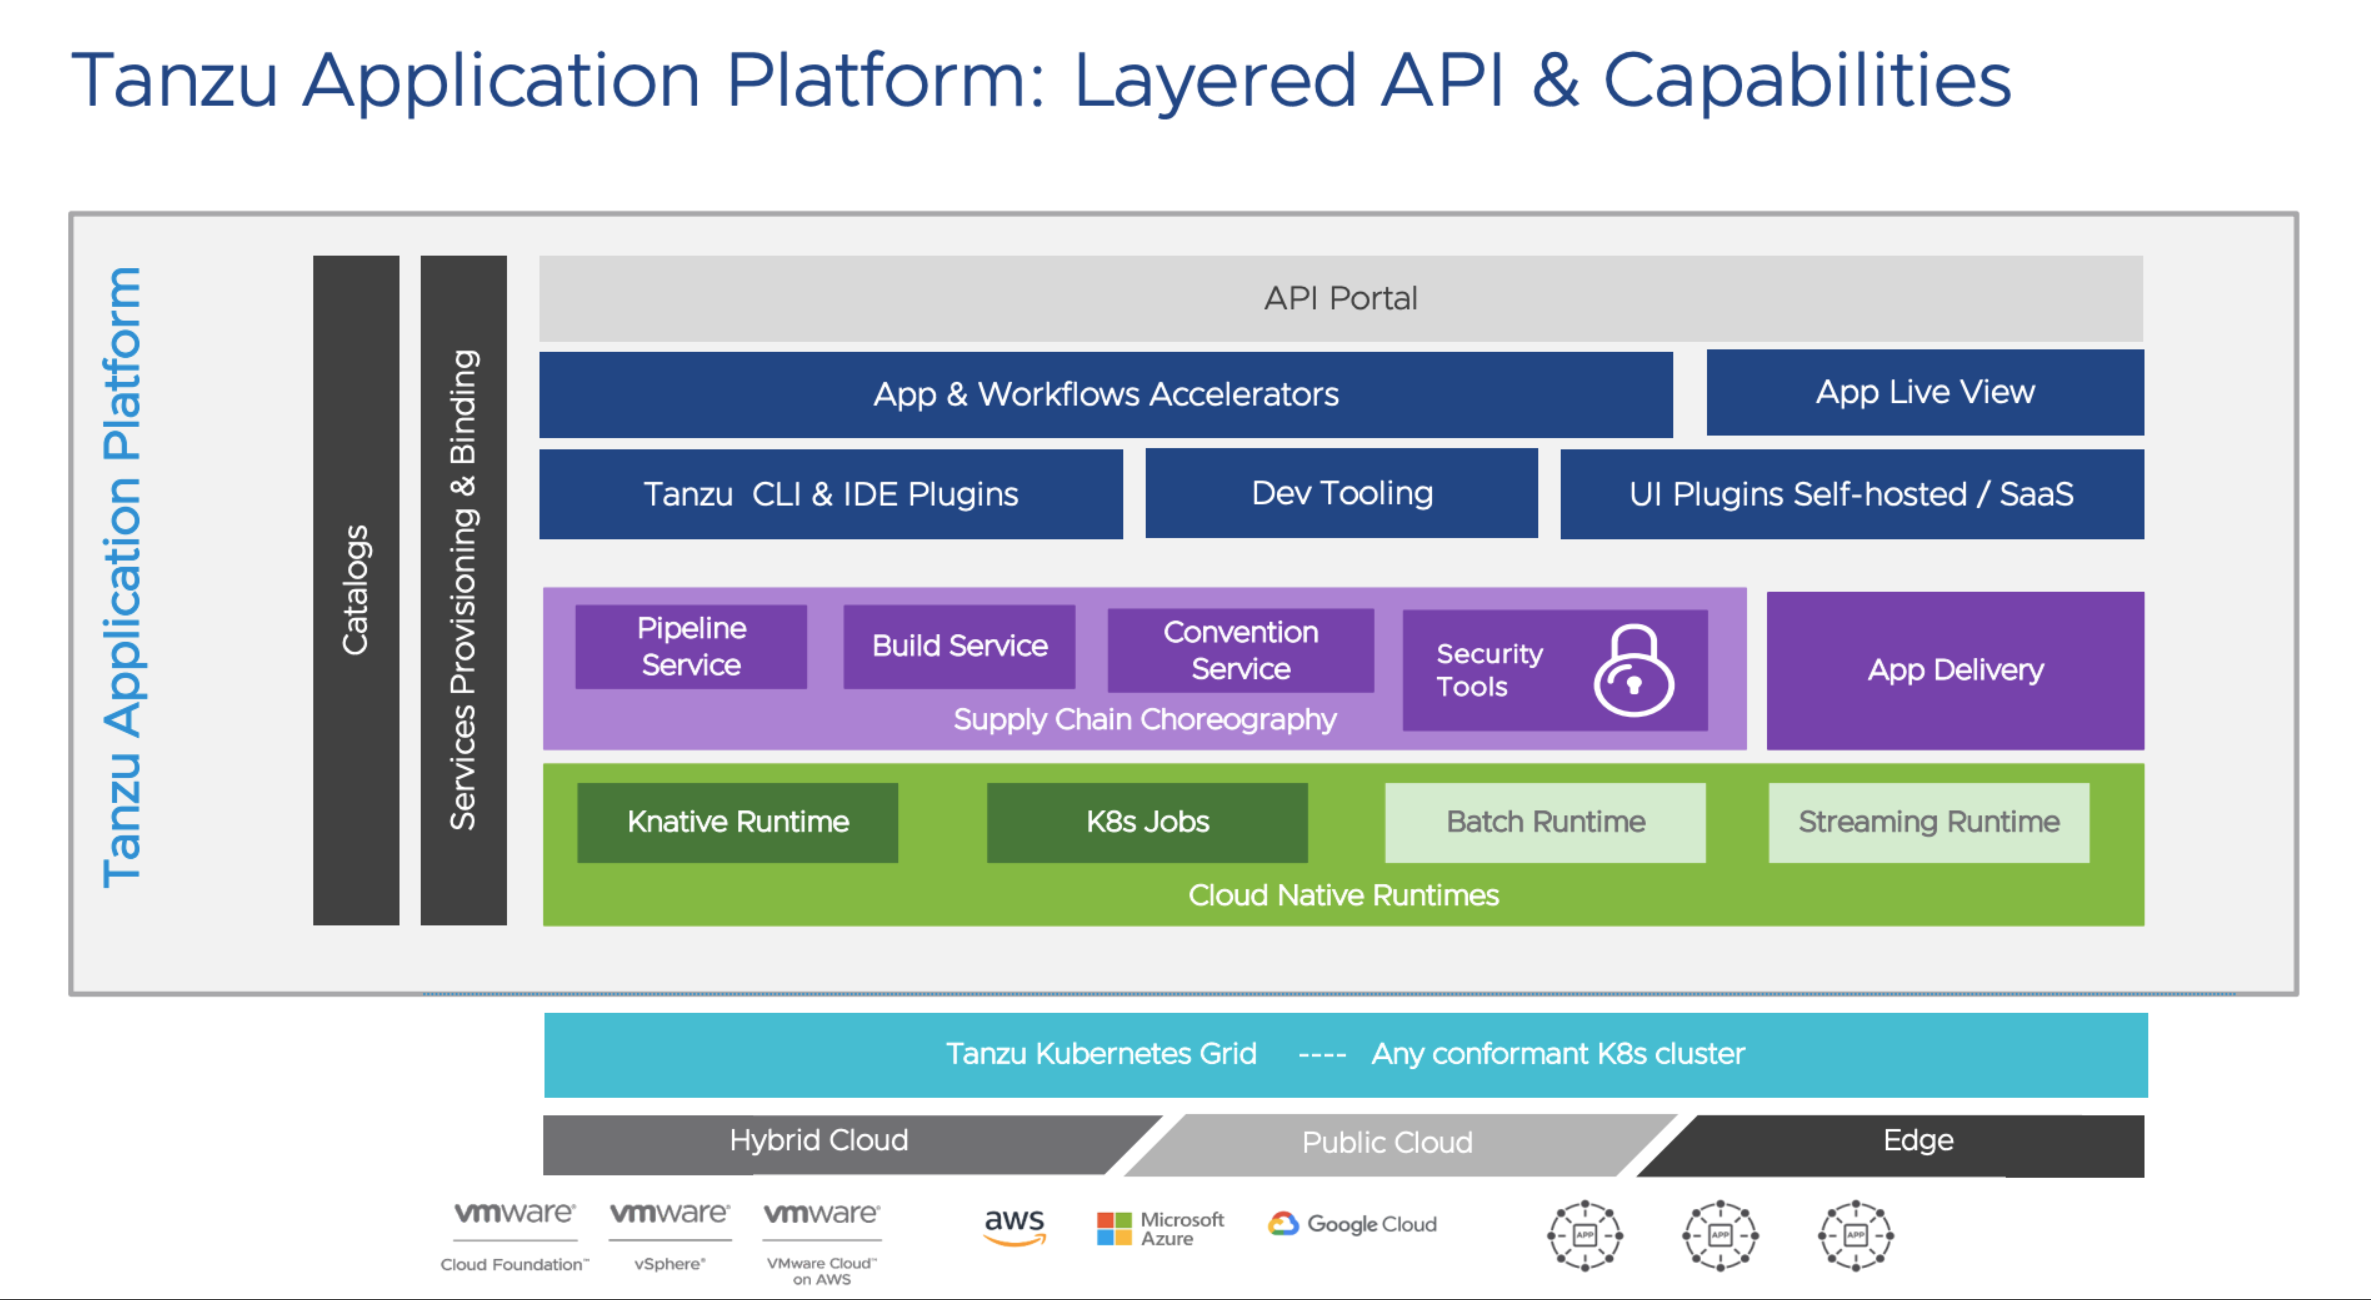 Tanzu Application Platform: Layered API & Capabilities
Tanzu Application Platform
Catalogs
Services Provisioning & Binding
API Portal
App & Workflows Accelerators
App Live View
Tanzu CLI & IDE Plugins
Dev Tooling
UI Plugins Self-hosted / SaaS
Pipeline
Service
Build Service
Convention
Service
Security
Tools
Supply Chain Choreography
App Delivery
Knative Runtime
K8s Jobs
Batch Runtime
Streaming Runtime
Cloud Native Runtimes
Tanzu Kubernetes Grid ---- Any conformant K8s cluster
Hybrid Cloud
Public Cloud
Edge
vmware®
Cloud Foundation™
vmware®
vSphere®
vmware®
VMware Cloud™
on AWS
aws
Microsoft
Azure
Google Cloud
APP
APP
APP